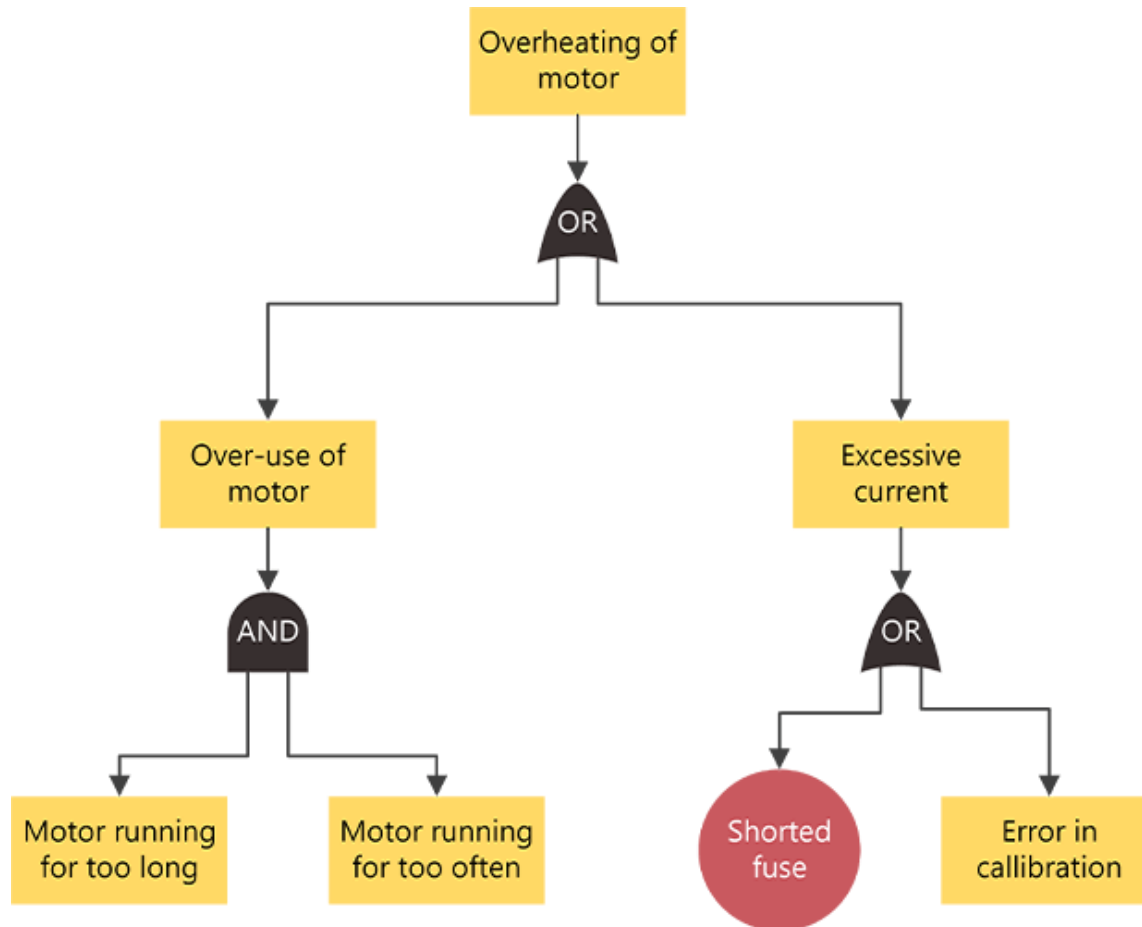 Overheating of
motor
OR
Over-use of
motor
Excessive
current
AND
OR
Motor running
for too long
Motor running
for too often
Shorted
fuse
Error in
callibration